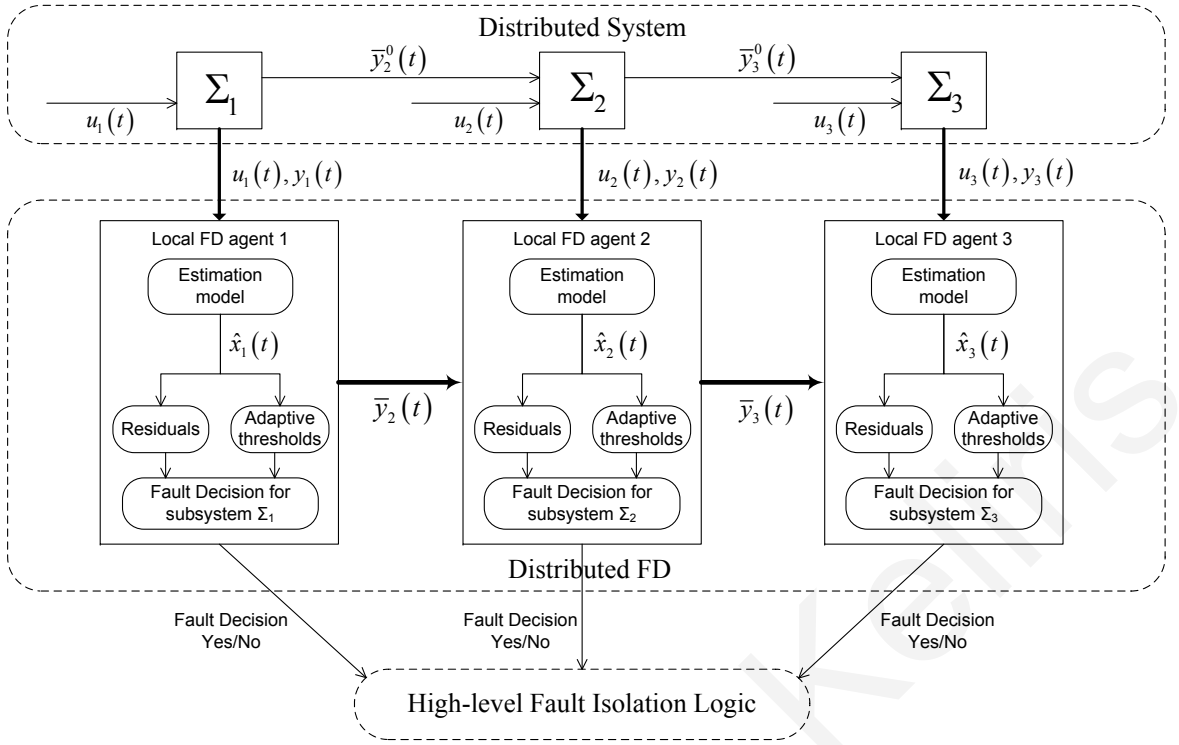 Distributed System
Σ₁
Σ₂
Σ₃
ȳ₂⁰(t)
ȳ₃⁰(t)
u₁(t)
u₂(t)
u₃(t)
u₁(t), y₁(t)
u₂(t), y₂(t)
u₃(t), y₃(t)
Local FD agent 1
Estimation
model
x̂₁(t)
Residuals
Adaptive
thresholds
Fault Decision for
subsystem Σ₁
ȳ₂(t)
Local FD agent 2
Estimation
model
x̂₂(t)
Residuals
Adaptive
thresholds
Fault Decision for
subsystem Σ₂
ȳ₃(t)
Local FD agent 3
Estimation
model
x̂₃(t)
Residuals
Adaptive
thresholds
Fault Decision for
subsystem Σ₃
Distributed FD
Fault Decision
Yes/No
Fault Decision
Yes/No
Fault Decision
Yes/No
High-level Fault Isolation Logic
Keliris